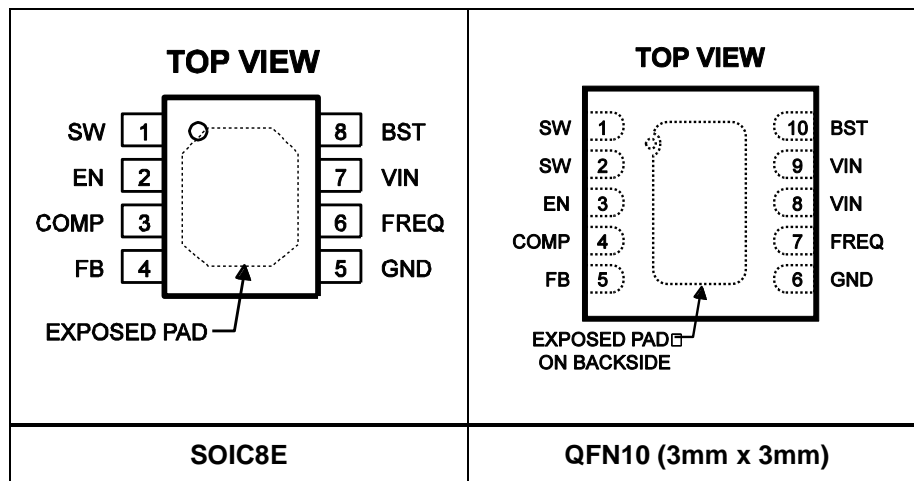 TOP VIEW
SW 1 8 BST
EN 2 7 VIN
COMP 3 6 FREQ
FB 4 5 GND
EXPOSED PAD
SOIC8E
TOP VIEW
SW 1 10 BST
SW 2 9 VIN
EN 3 8 VIN
COMP 4 7 FREQ
FB 5 6 GND
EXPOSED PAD□
ON BACKSIDE
QFN10 (3mm x 3mm)